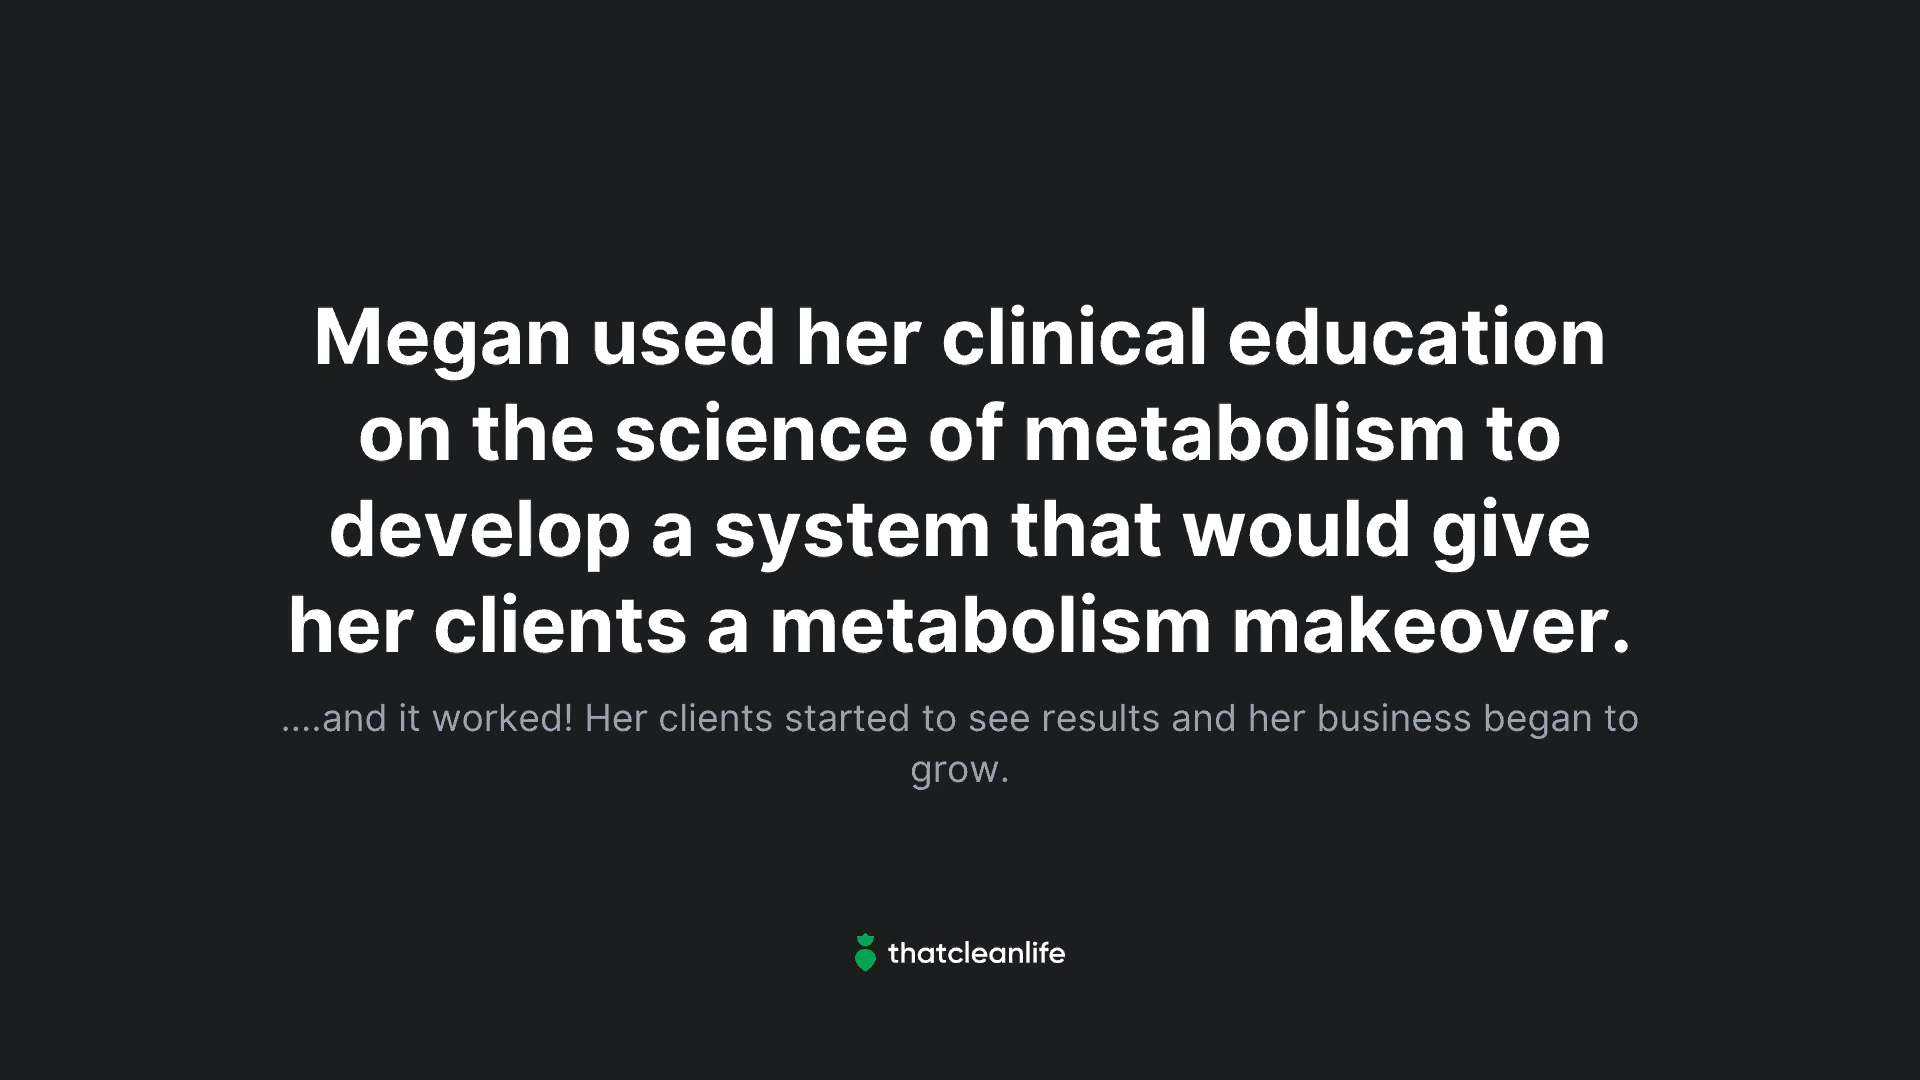 Megan used her clinical education
on the science of metabolism to
develop a system that would give
her clients a metabolism makeover.
....and it worked! Her clients started to see results and her business began to
grow.
thatcleanlife